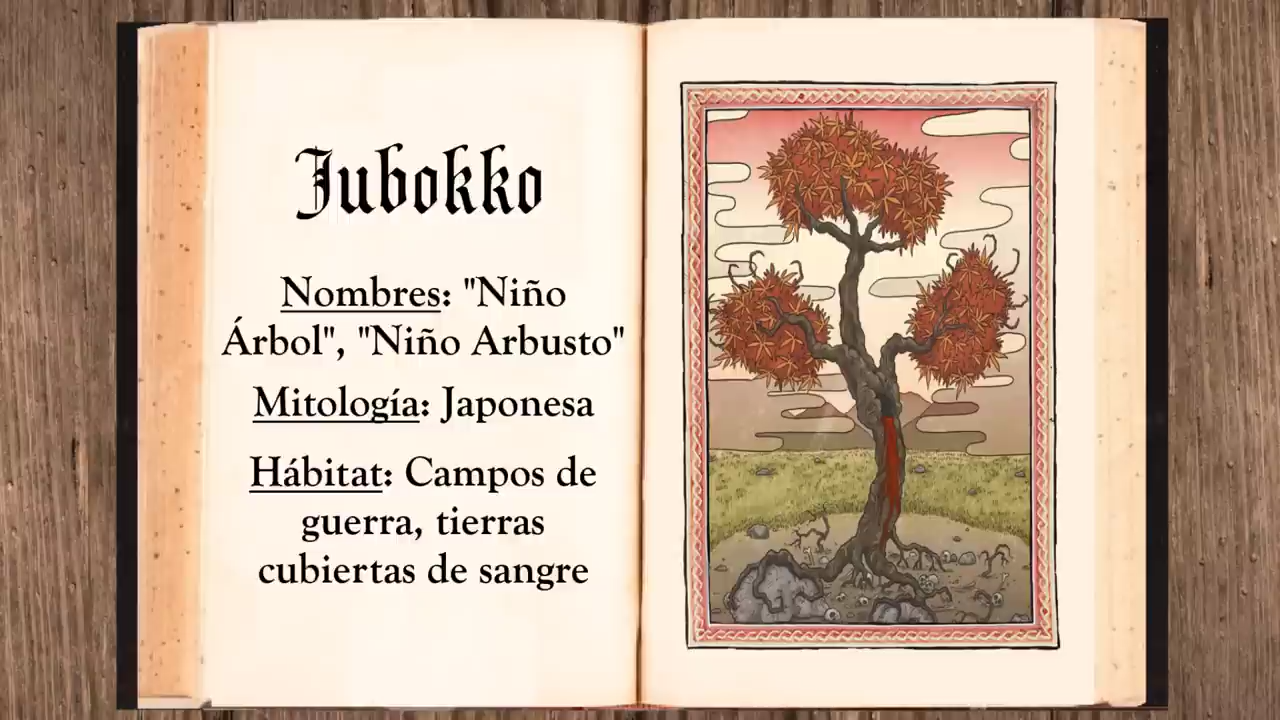 Jubokko
Nombres: "Niño
Árbol", "Niño Arbusto"
Mitología: Japonesa
Hábitat: Campos de
guerra, tierras
cubiertas de sangre